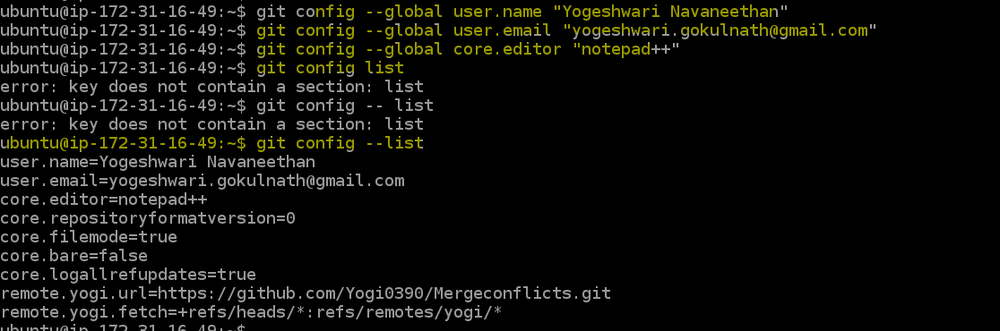 ubuntu@ip-172-31-16-49:~$ git config --global user.name "Yogeshwari Navaneethan"
ubuntu@ip-172-31-16-49:~$ git config --global user.email "yogeshwari.gokulnath@gmail.com"
ubuntu@ip-172-31-16-49:~$ git config --global core.editor "notepad++"
ubuntu@ip-172-31-16-49:~$ git config list
error: key does not contain a section: list
ubuntu@ip-172-31-16-49:~$ git config -- list
error: key does not contain a section: list
ubuntu@ip-172-31-16-49:~$ git config --list
user.name=Yogeshwari Navaneethan
user.email=yogeshwari.gokulnath@gmail.com
core.editor=notepad++
core.repositoryformatversion=0
core.filemode=true
core.bare=false
core.logallrefupdates=true
remote.yogi.url=https://github.com/Yogi0390/Mergeconflicts.git
remote.yogi.fetch=+refs/heads/*:refs/remotes/yogi/*
ubuntu@ip-172-31-16-49:~$